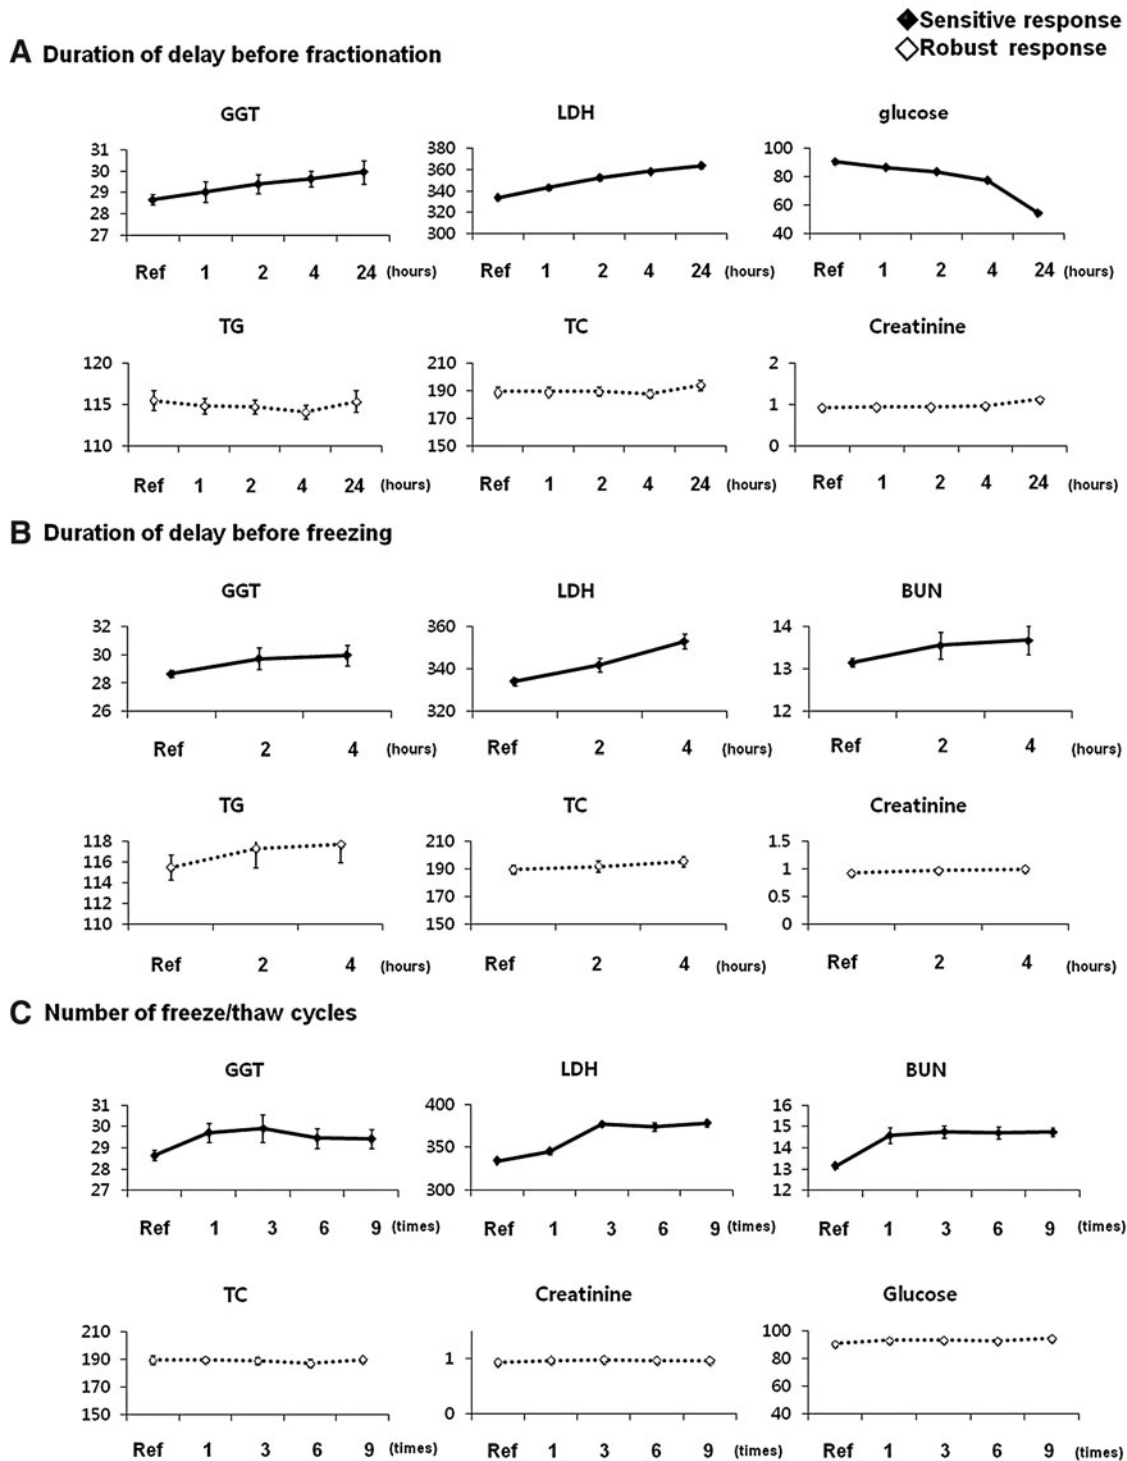 Sensitive response
Robust response
A Duration of delay before fractionation
GGT LDH glucose
31 30 29 28 27
380 360 340 320 300
100 80 60 40
Ref 1 2 4 24 (hours) Ref 1 2 4 24 (hours) Ref 1 2 4 24 (hours)
TG TC Creatinine
120 115 110
210 190 170 150
2 1 0
Ref 1 2 4 24 (hours) Ref 1 2 4 24 (hours) Ref 1 2 4 24 (hours)
B Duration of delay before freezing
GGT LDH BUN
32 30 28 26
360 340 320
14 13 12
Ref 2 4 (hours) Ref 2 4 (hours) Ref 2 4 (hours)
TG TC Creatinine
118 116 114 112 110
210 190 170 150
1.5 1 0.5 0
Ref 2 4 (hours) Ref 2 4 (hours) Ref 2 4 (hours)
C Number of freeze/thaw cycles
GGT LDH BUN
31 30 29 28 27
400 350 300
16 15 14 13 12
Ref 1 3 6 9 (times) Ref 1 3 6 9 (times) Ref 1 3 6 9 (times)
TC Creatinine Glucose
210 190 170 150
1 0
100 80 60 40
Ref 1 3 6 9 (times) Ref 1 3 6 9 (times) Ref 1 3 6 9 (times)